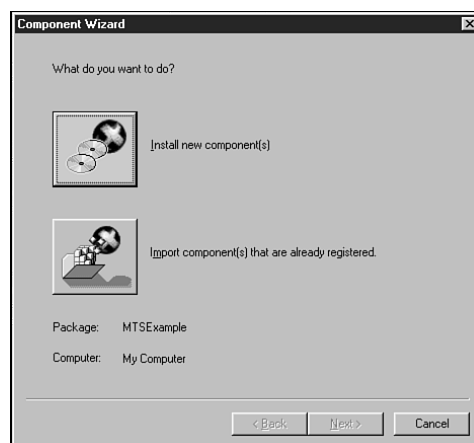 Component Wizard
What do you want to do?
Install new component(s)
Import component(s) that are already registered.
Package: MTSExample
Computer: My Computer
< Back Next > Cancel